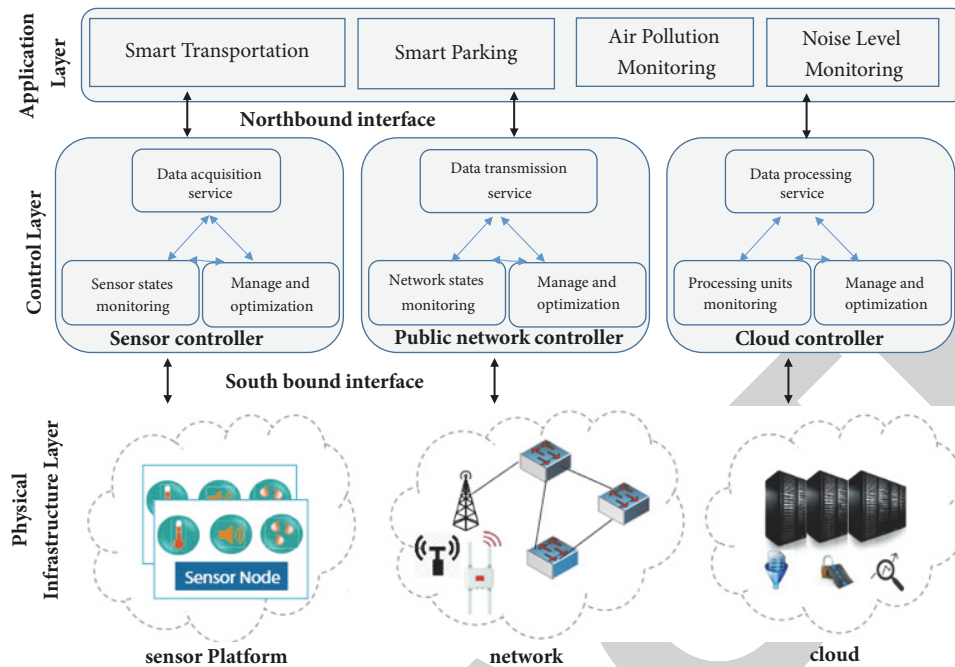 Application
Layer
Smart Transportation
Smart Parking
Air Pollution
Monitoring
Noise Level
Monitoring
Northbound interface
Control Layer
Data acquisition
service
Sensor states
monitoring
Manage and
optimization
Sensor controller
Data transmission
service
Network states
monitoring
Manage and
optimization
Public network controller
Data processing
service
Processing units
monitoring
Manage and
optimization
Cloud controller
South bound interface
Physical
Infrastructure Layer
Sensor Node
sensor Platform
network
cloud